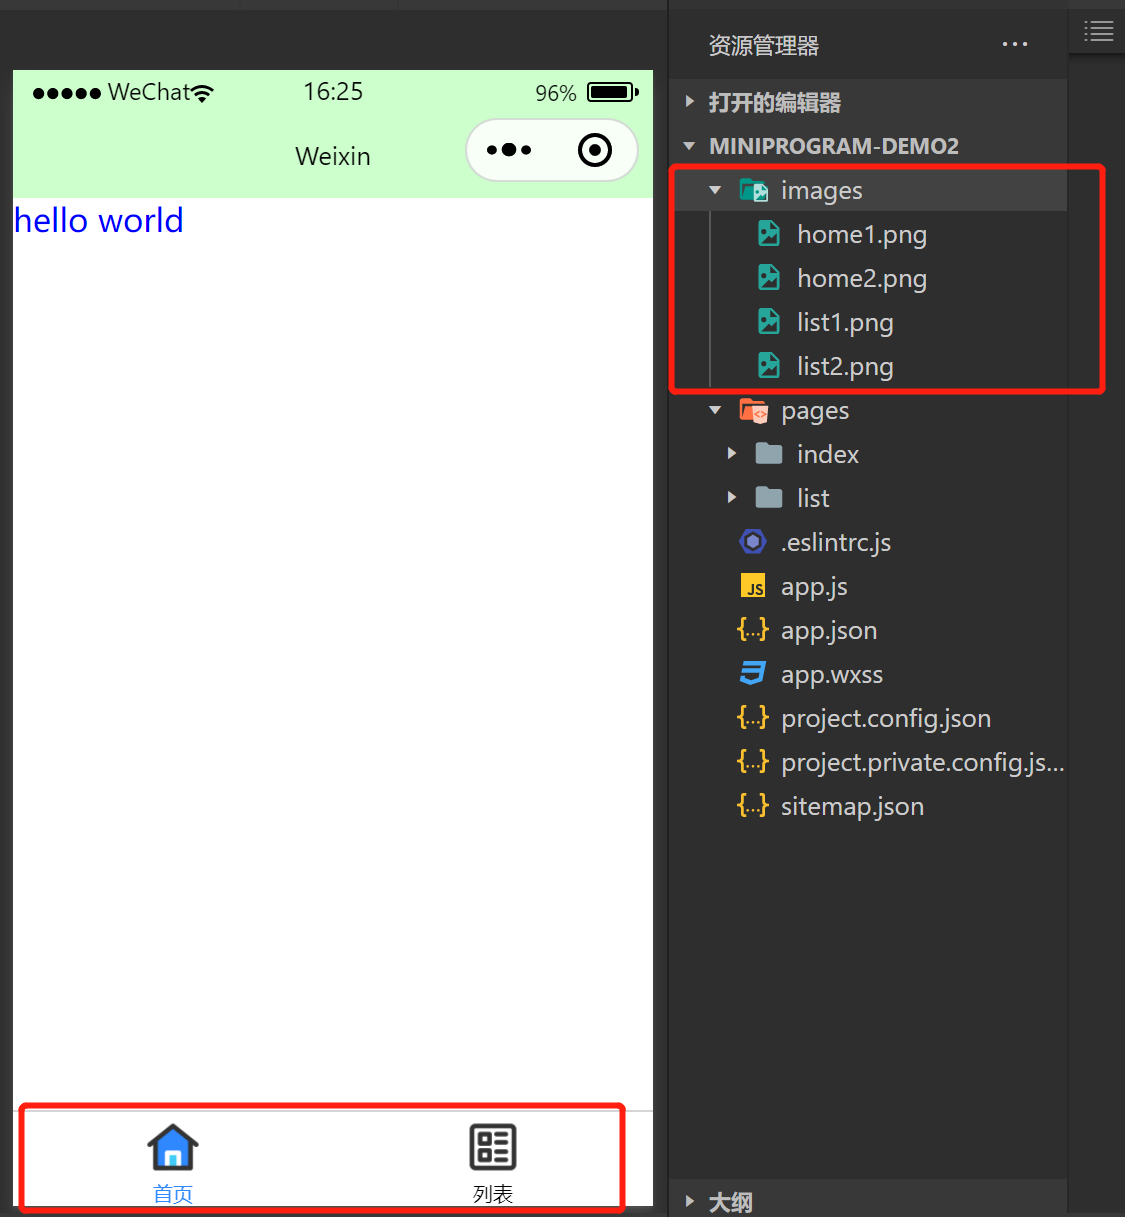 WeChat 16:25 96%
Weixin
hello world
首页 列表
资源管理器
打开的编辑器
MINIPROGRAM-DEMO2
images
home1.png
home2.png
list1.png
list2.png
pages
index
list
.eslintrc.js
JS app.js
app.json
app.wxss
project.config.json
project.private.config.js...
sitemap.json
大纲